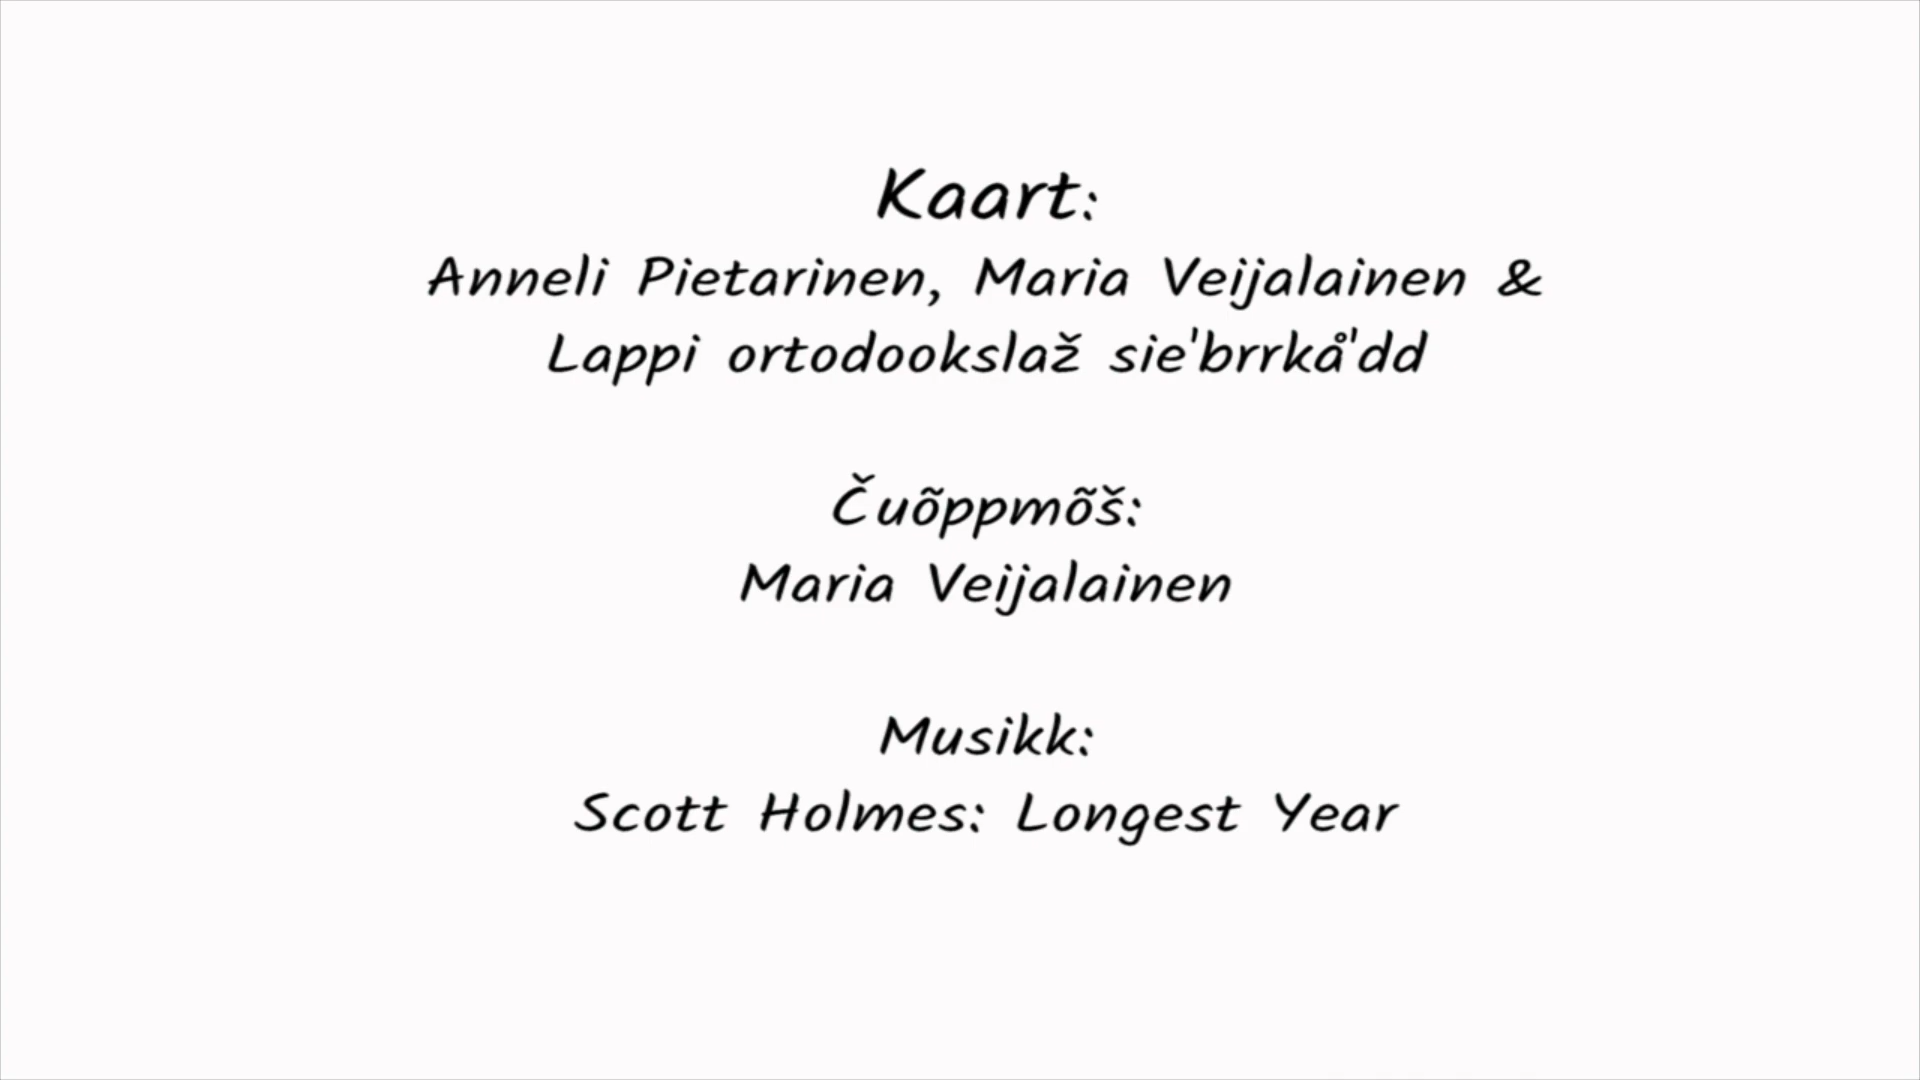 Kaart:
Anneli Pietarinen, Maria Veijalainen &
Lappi ortodookslaž sie'brrkå'dd
Čuõppmõš:
Maria Veijalainen
Musikk:
Scott Holmes: Longest Year